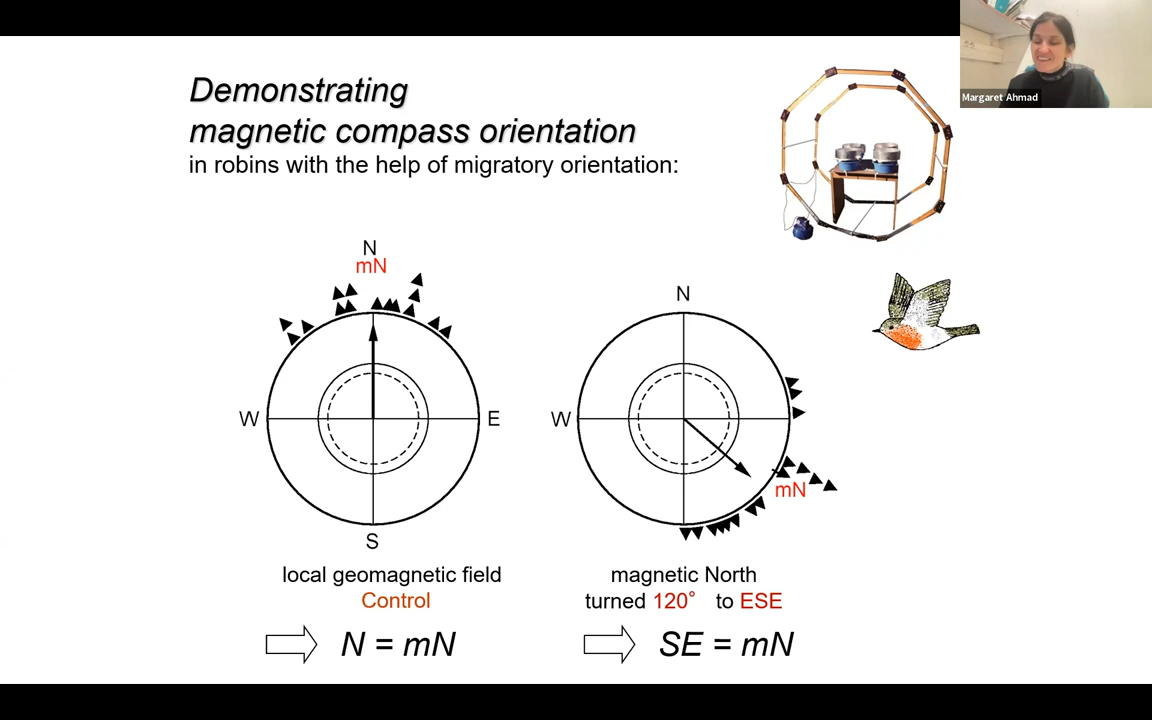 Demonstrating
magnetic compass orientation
in robins with the help of migratory orientation:
Margaret Ahmad
N
mN
W
E
S
local geomagnetic field
Control
N = mN
N
W
mN
magnetic North
turned 120° to ESE
SE = mN